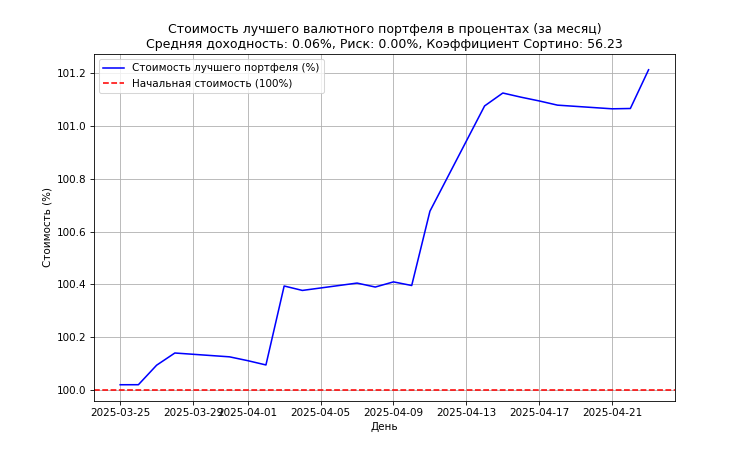 Стоимость лучшего валютного портфеля в процентах (за месяц)
Средняя доходность: 0.06%, Риск: 0.00%, Коэффициент Сортино: 56.23
Стоимость лучшего портфеля (%)
Начальная стоимость (100%)
Стоимость (%)
101.2
101.0
100.8
100.6
100.4
100.2
100.0
2025-03-25 2025-03-29 2025-04-01 2025-04-05 2025-04-09 2025-04-13 2025-04-17 2025-04-21
День